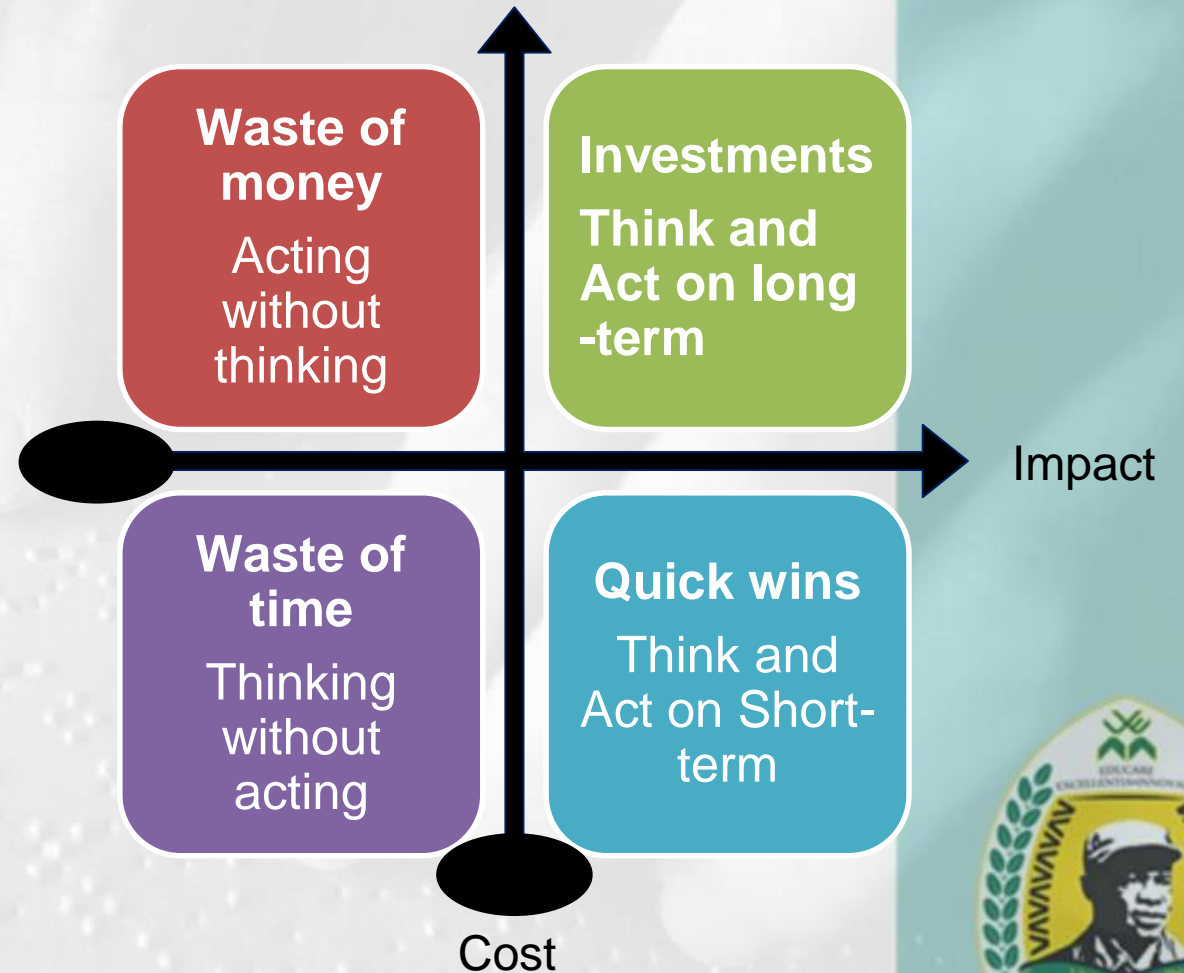 Waste of
money
Acting
without
thinking
Investments
Think and
Act on long
-term
Impact
Waste of
time
Thinking
without
acting
Quick wins
Think and
Act on Short-
term
Cost
EDUCARE